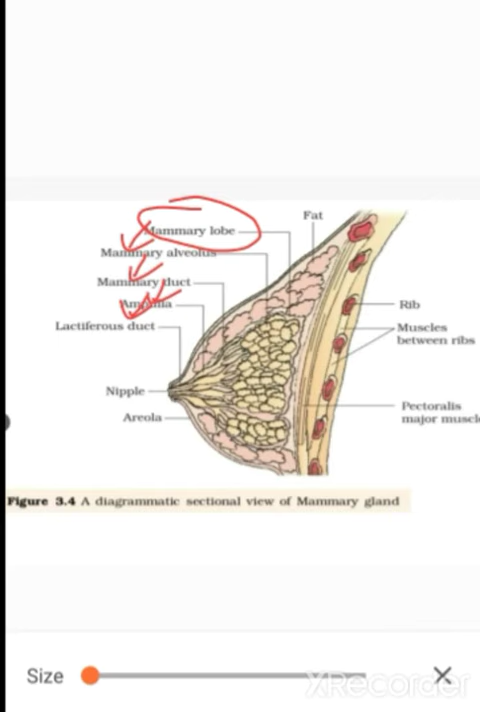 Fat
Mammary lobe
Mammary alveolus
Mammary duct
Ampulla
Lactiferous duct
Nipple
Areola
Rib
Muscles
between ribs
Pectoralis
major muscle
Figure 3.4 A diagrammatic sectional view of Mammary gland
Size
XRecorder